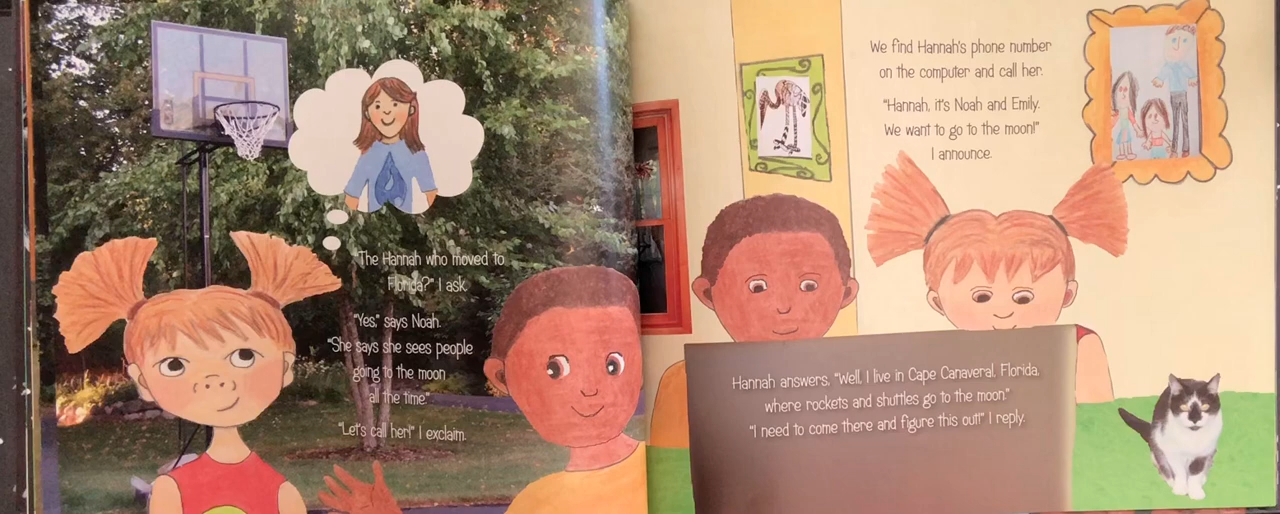 "The Hannah who moved to
Florida?" I ask.
"Yes," says Noah.
"She says she sees people
going to the moon
all the time."
"Let's call her!" I exclaim.
We find Hannah's phone number
on the computer and call her.
"Hannah, it's Noah and Emily.
We want to go to the moon!"
I announce.
Hannah answers, "Well, I live in Cape Canaveral, Florida,
where rockets and shuttles go to the moon."
"I need to come there and figure this out!" I reply.